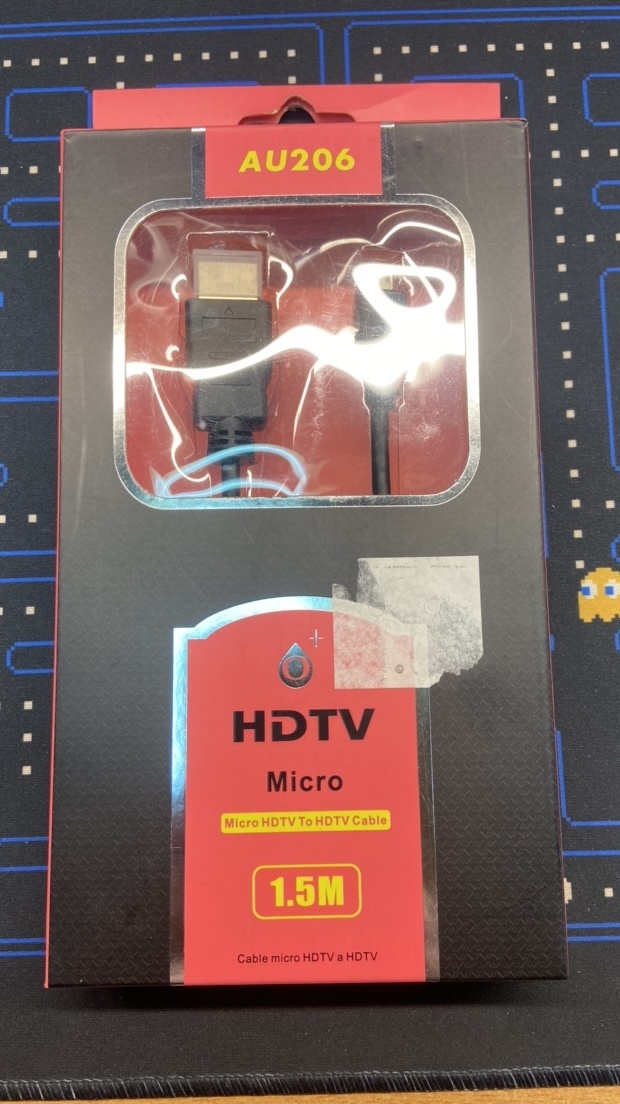 AU206
HDTV
Micro
Micro HDTV To HDTV Cable
1.5M
Cable micro HDTV a HDTV